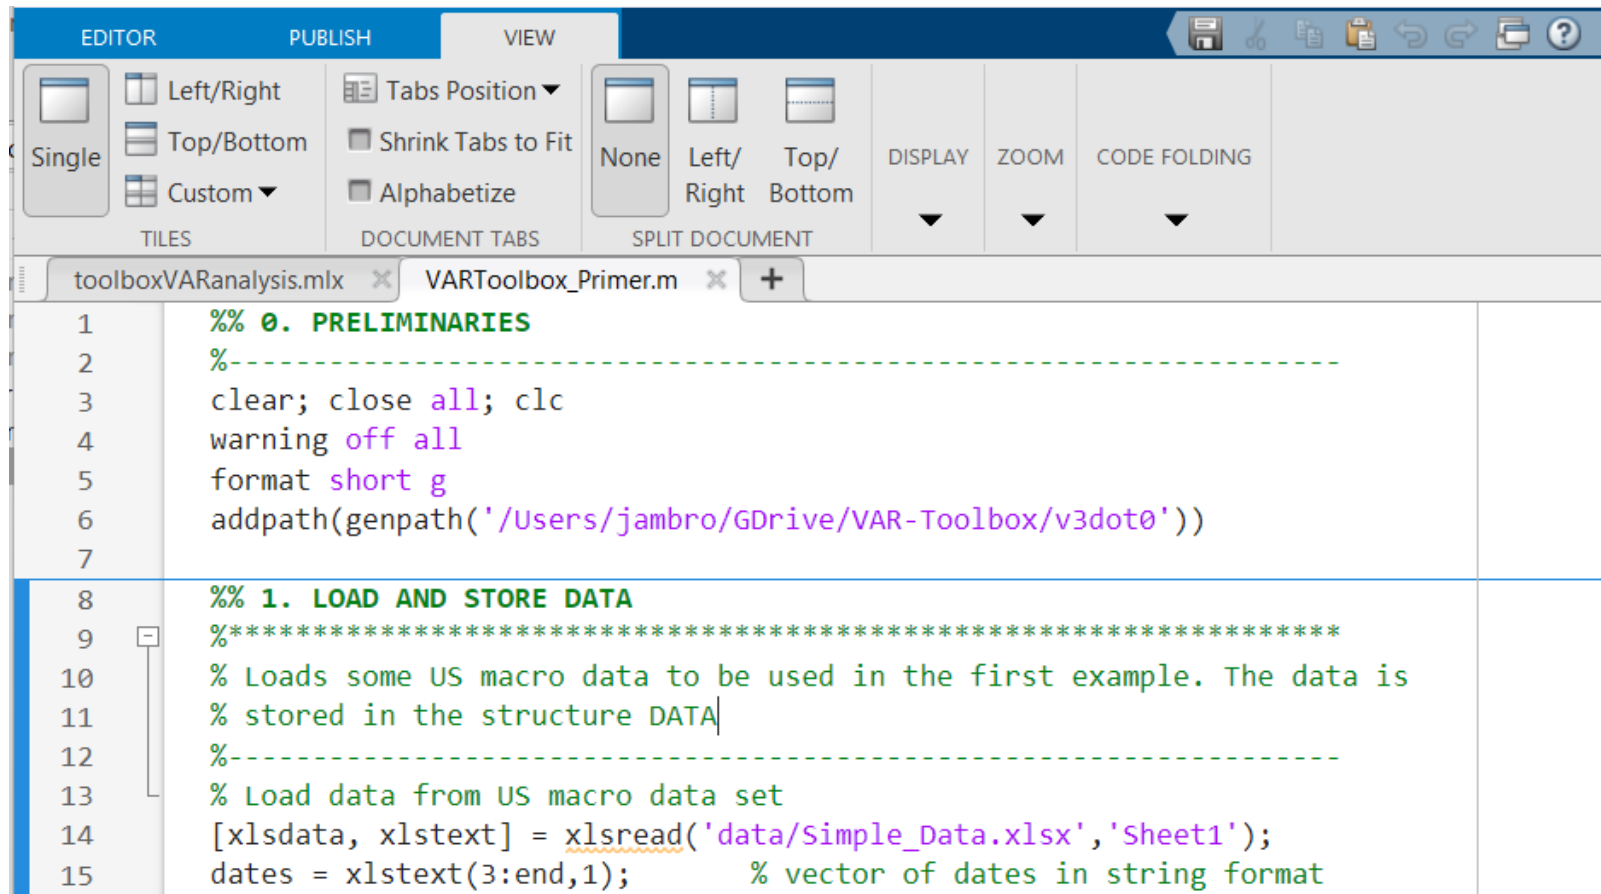 EDITOR PUBLISH VIEW
Single
Left/Right
Top/Bottom
Custom
TILES
Tabs Position
Shrink Tabs to Fit
Alphabetize
DOCUMENT TABS
None
Left/
Right
Top/
Bottom
SPLIT DOCUMENT
DISPLAY
ZOOM
CODE FOLDING
toolboxVARanalysis.mlx VARToolbox_Primer.m
1 %% 0. PRELIMINARIES
2 %------------------------------------------------------------------
3 clear; close all; clc
4 warning off all
5 format short g
6 addpath(genpath('/Users/jambro/GDrive/VAR-Toolbox/v3dot0'))
7
8 %% 1. LOAD AND STORE DATA
9 %******************************************************************
10 % Loads some US macro data to be used in the first example. The data is
11 % stored in the structure DATA
12 %------------------------------------------------------------------
13 % Load data from US macro data set
14 [xlsdata, xlstext] = xlsread('data/Simple_Data.xlsx','Sheet1');
15 dates = xlstext(3:end,1);       % vector of dates in string format